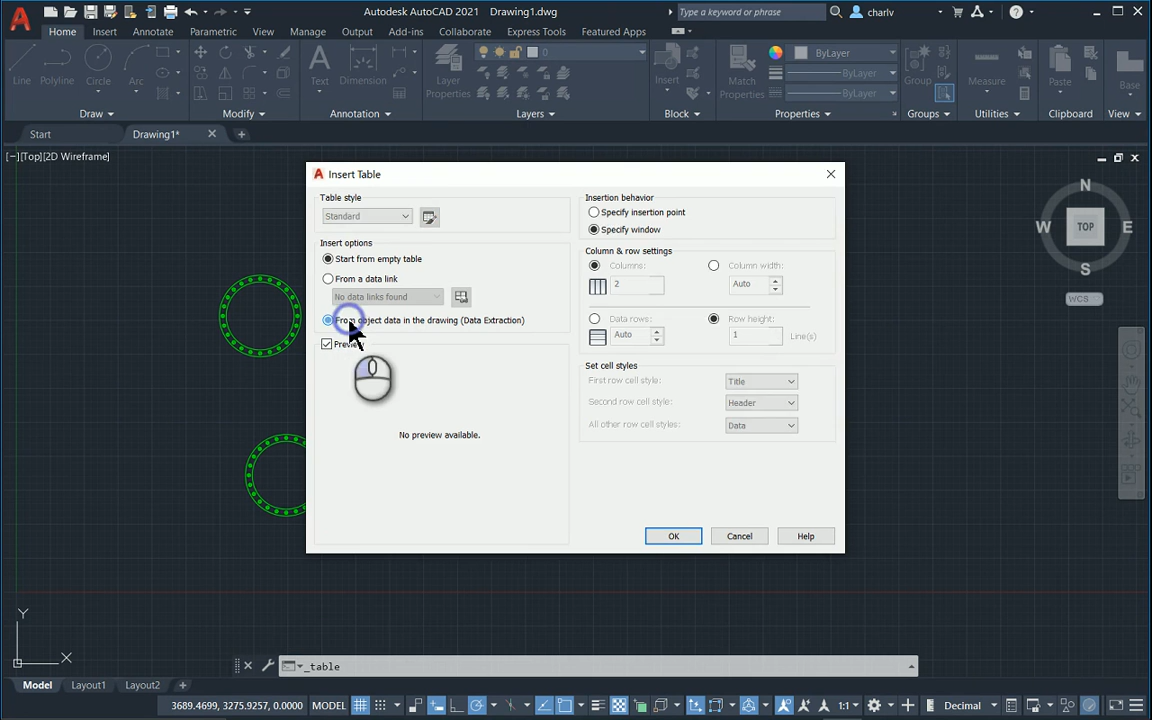 Autodesk AutoCAD 2021 Drawing1.dwg
Type a keyword or phrase
charlv
Home Insert Annotate Parametric View Manage Output Add-ins Collaborate Express Tools Featured Apps
Line Polyline Circle Arc Text Dimension Layer Properties 0 Insert Match Properties ByLayer ByLayer ByLayer Group Measure Paste Base
Draw Modify Annotation Layers Block Properties Groups Utilities Clipboard View
Start Drawing1*
[−][Top][2D Wireframe]
Insert Table
Table style
Standard
Insert options
Start from empty table
From a data link
No data links found
From object data in the drawing (Data Extraction)
Preview
No preview available.
Insertion behavior
Specify insertion point
Specify window
Column & row settings
Columns: Column width:
2 Auto
Data rows: Row height:
Auto 1 Line(s)
Set cell styles
First row cell style: Title
Second row cell style: Header
All other row cell styles: Data
OK Cancel Help
N
W TOP E
S
WCS
Y
X
_table
Model Layout1 Layout2
3689.4699, 3275.9257, 0.0000 MODEL 1:1 Decimal